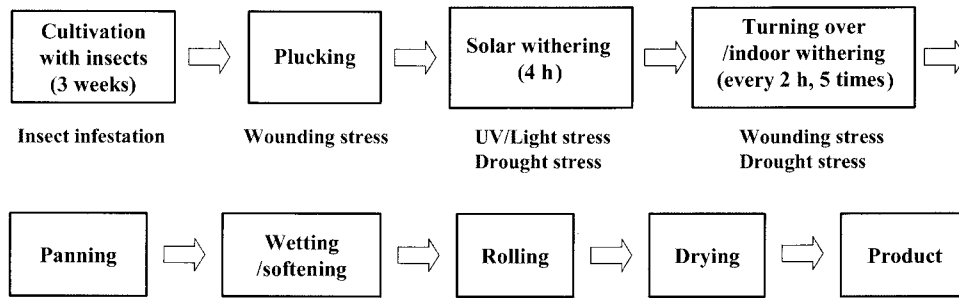 Cultivation
with insects
(3 weeks)
Plucking
Solar withering
(4 h)
Turning over
/indoor withering
(every 2 h, 5 times)
Insect infestation
Wounding stress
UV/Light stress
Drought stress
Wounding stress
Drought stress
Panning
Wetting
/softening
Rolling
Drying
Product